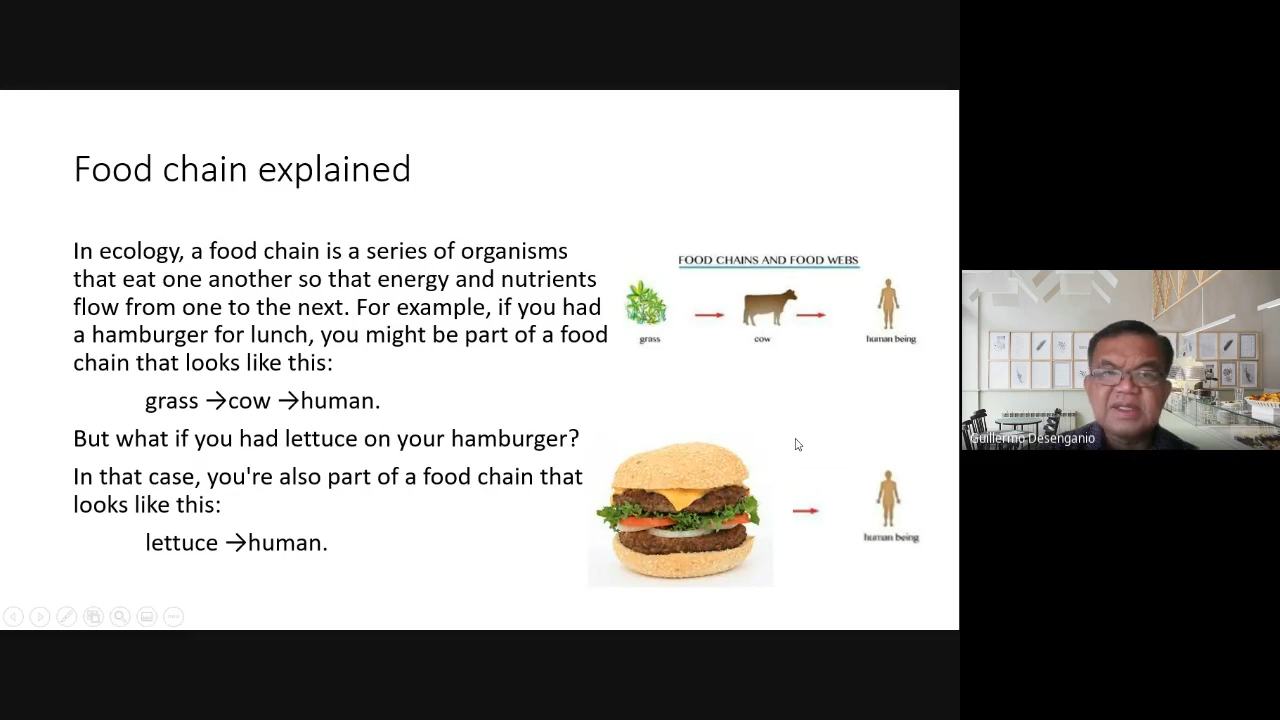 Food chain explained
In ecology, a food chain is a series of organisms
that eat one another so that energy and nutrients
flow from one to the next. For example, if you had
a hamburger for lunch, you might be part of a food
chain that looks like this:
grass →cow →human.
But what if you had lettuce on your hamburger?
In that case, you're also part of a food chain that
looks like this:
lettuce →human.
FOOD CHAINS AND FOOD WEBS
grass
cow
human being
human being
Guillermo Desenganio